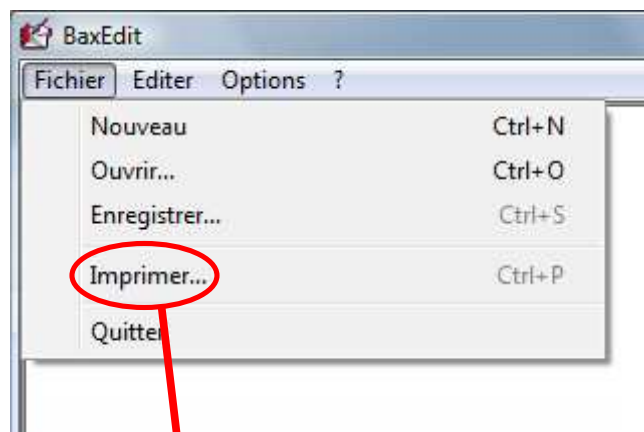 BaxEdit
Fichier Editer Options ?
Nouveau Ctrl+N
Ouvrir... Ctrl+O
Enregistrer... Ctrl+S
Imprimer... Ctrl+P
Quitter